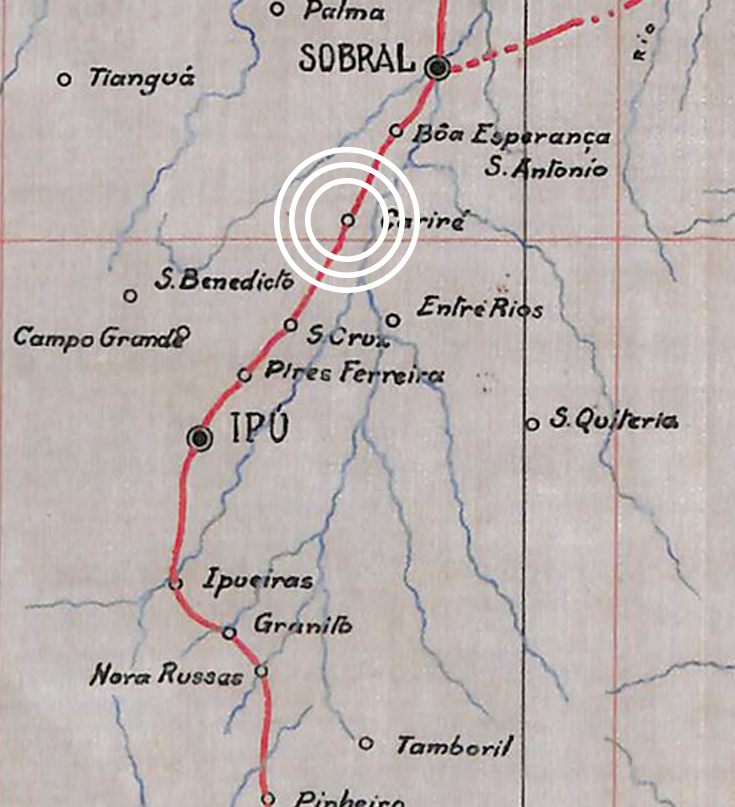 Palma
SOBRAL
Tianguá
Rio
Bôa Esperança
S. Antonio
Cariré
S. Benedicto
Entre Rios
Campo Grande
S. Cruz
Pires Ferreira
IPÚ
S. Quiteria
Ipueiras
Granito
Nova Russas
Tamboril
Pinheiro